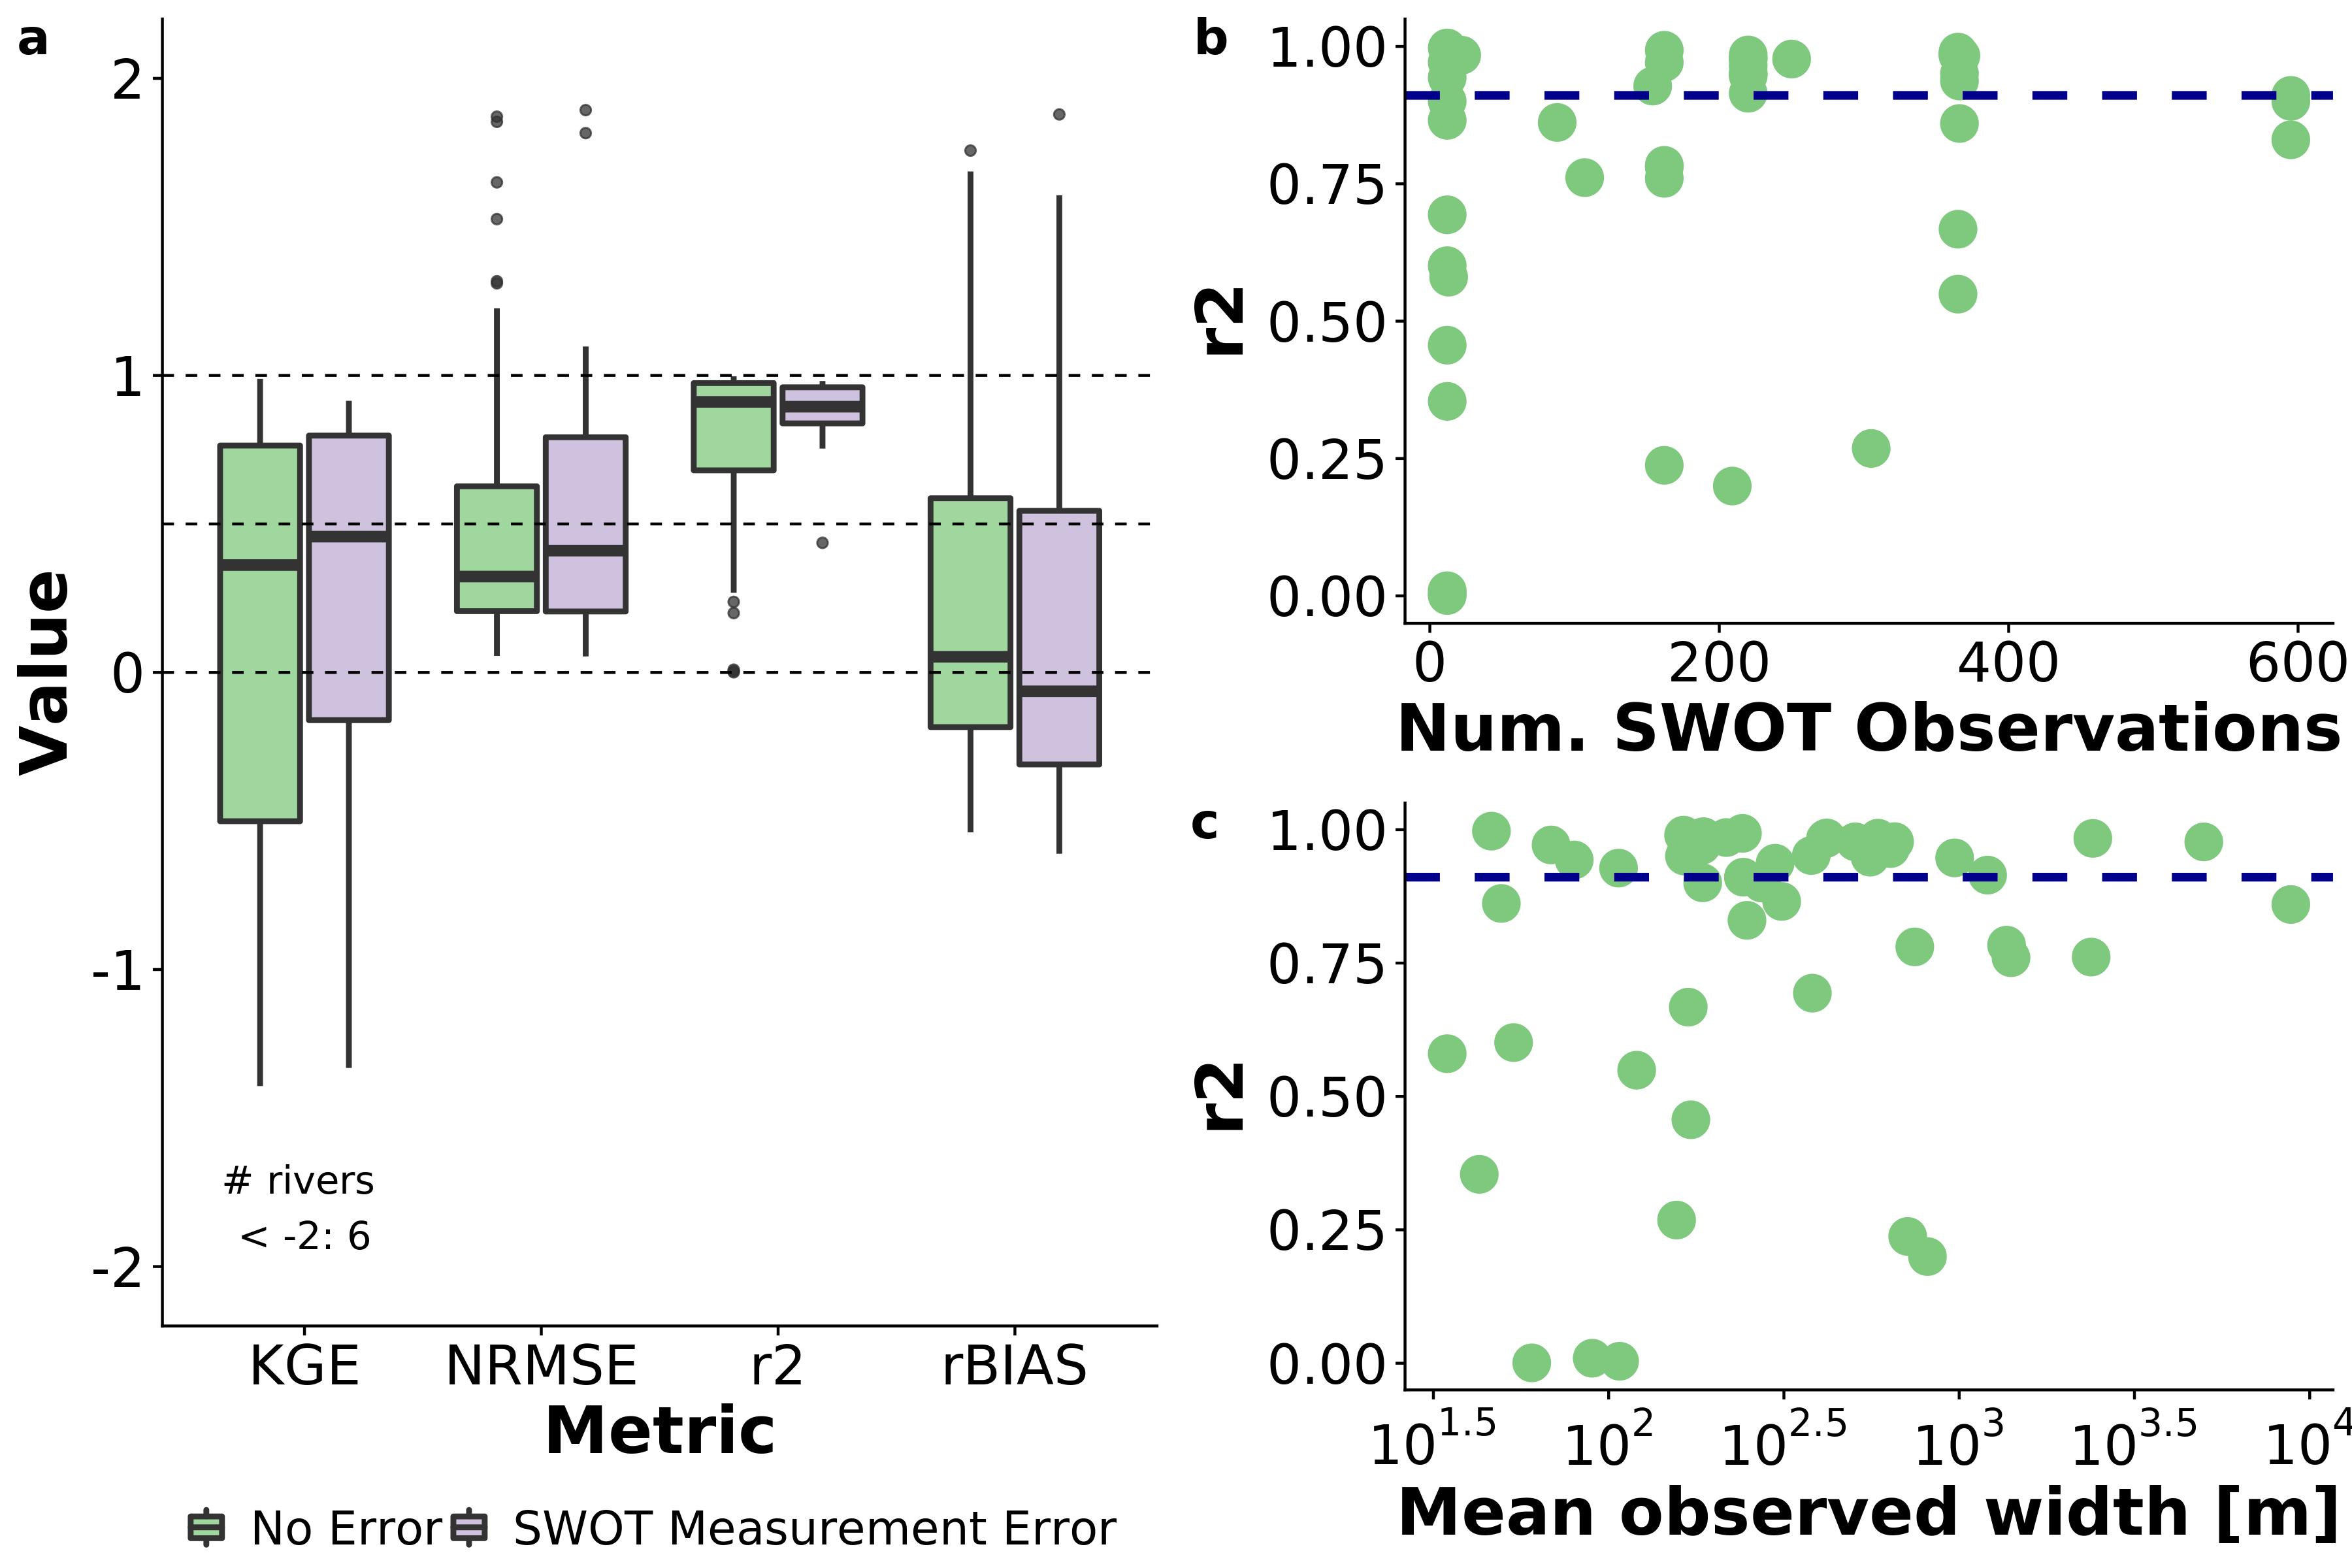 a
2
1
0
-1
-2
Value
# rivers
< -2: 6
KGE NRMSE r2 rBIAS
Metric
No Error SWOT Measurement Error
b
1.00
0.75
0.50
0.25
0.00
r2
0 200 400 600
Num. SWOT Observations
c
1.00
0.75
0.50
0.25
0.00
r2
10^1.5 10^2 10^2.5 10^3 10^3.5 10^4
Mean observed width [m]